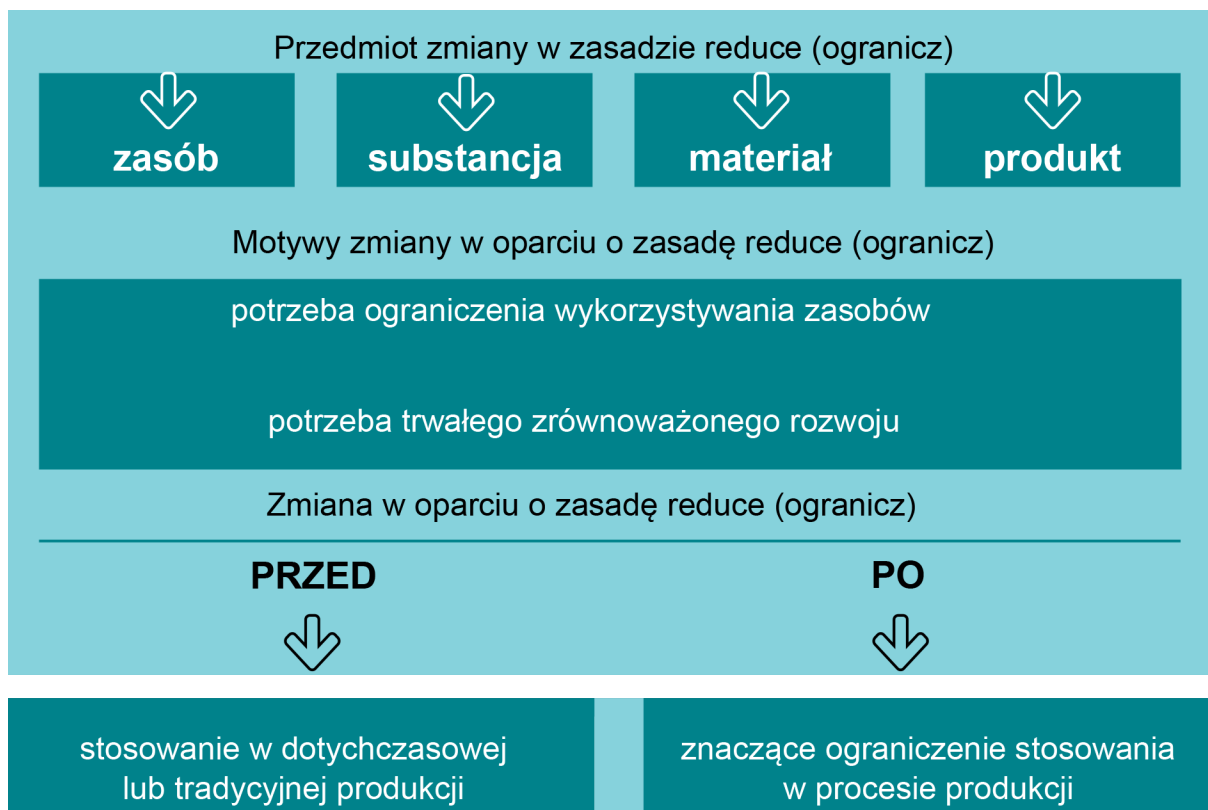 Przedmiot zmiany w zasadzie reduce (ogranicz)
zasób
substancja
materiał
produkt
Motywy zmiany w oparciu o zasadę reduce (ogranicz)
potrzeba ograniczenia wykorzystywania zasobów
potrzeba trwałego zrównoważonego rozwoju
Zmiana w oparciu o zasadę reduce (ogranicz)
PRZED
PO
stosowanie w dotychczasowej
lub tradycyjnej produkcji
znaczące ograniczenie stosowania
w procesie produkcji